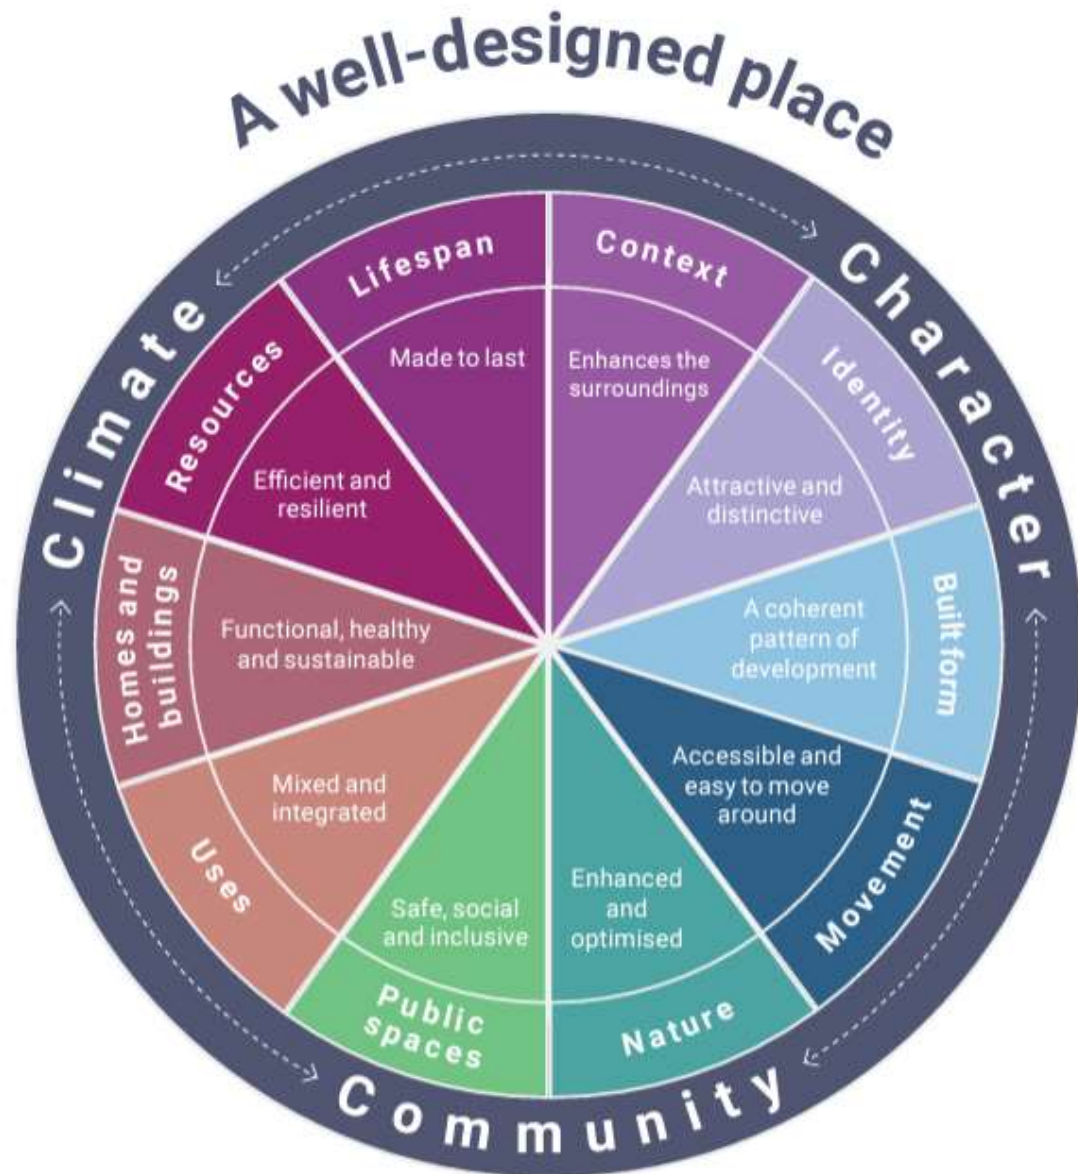 A well-designed place
Climate
Character
Community
Context
Enhances the
surroundings
Identity
Attractive and
distinctive
Built form
A coherent
pattern of
development
Movement
Accessible and
easy to move
around
Nature
Enhanced
and
optimised
Public
spaces
Safe, social
and inclusive
Uses
Mixed and
integrated
Homes and
buildings
Functional, healthy
and sustainable
Resources
Efficient and
resilient
Lifespan
Made to last